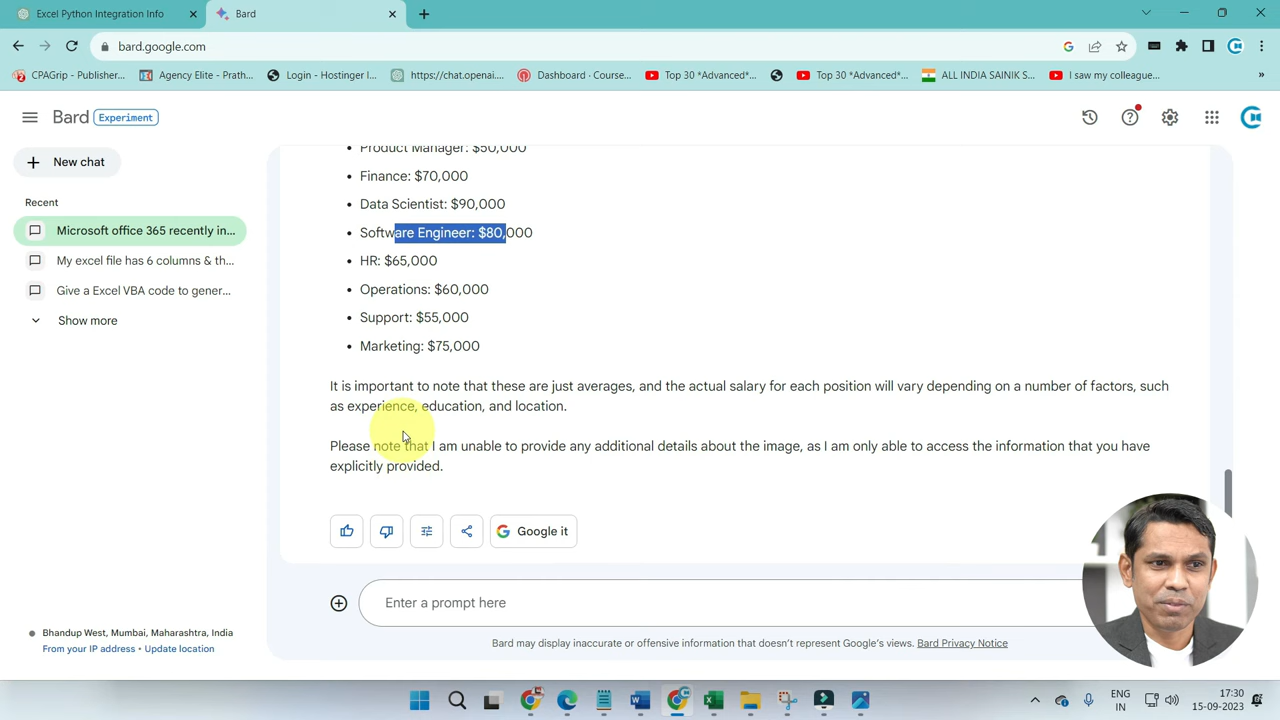 Excel Python Integration Info
Bard
bard.google.com
CPAGrip - Publisher...
Agency Elite - Prath...
Login - Hostinger I...
https://chat.openai....
Dashboard : Course...
Top 30 *Advanced*...
Top 30 *Advanced*...
ALL INDIA SAINIK S...
I saw my colleague...
Bard Experiment
New chat
Recent
Microsoft office 365 recently in...
My excel file has 6 columns & th...
Give a Excel VBA code to gener...
Show more
Product Manager: $50,000
Finance: $70,000
Data Scientist: $90,000
Software Engineer: $80,000
HR: $65,000
Operations: $60,000
Support: $55,000
Marketing: $75,000
It is important to note that these are just averages, and the actual salary for each position will vary depending on a number of factors, such
as experience, education, and location.
Please note that I am unable to provide any additional details about the image, as I am only able to access the information that you have
explicitly provided.
Google it
Enter a prompt here
Bard may display inaccurate or offensive information that doesn't represent Google's views. Bard Privacy Notice
Bhandup West, Mumbai, Maharashtra, India
From your IP address • Update location
ENG
IN
17:30
15-09-2023